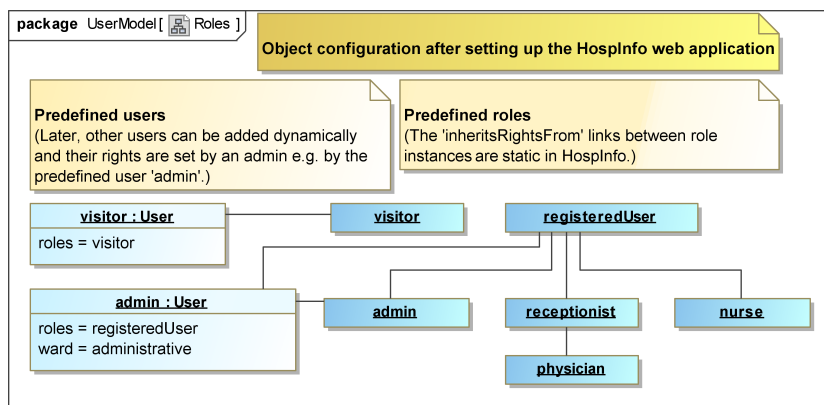 package UserModel[ Roles ]
Object configuration after setting up the HospInfo web application
Predefined users
(Later, other users can be added dynamically
and their rights are set by an admin e.g. by the
predefined user 'admin'.)
Predefined roles
(The 'inheritsRightsFrom' links between role
instances are static in HospInfo.)
visitor : User
roles = visitor
visitor
registeredUser
admin : User
roles = registeredUser
ward = administrative
admin
receptionist
nurse
physician